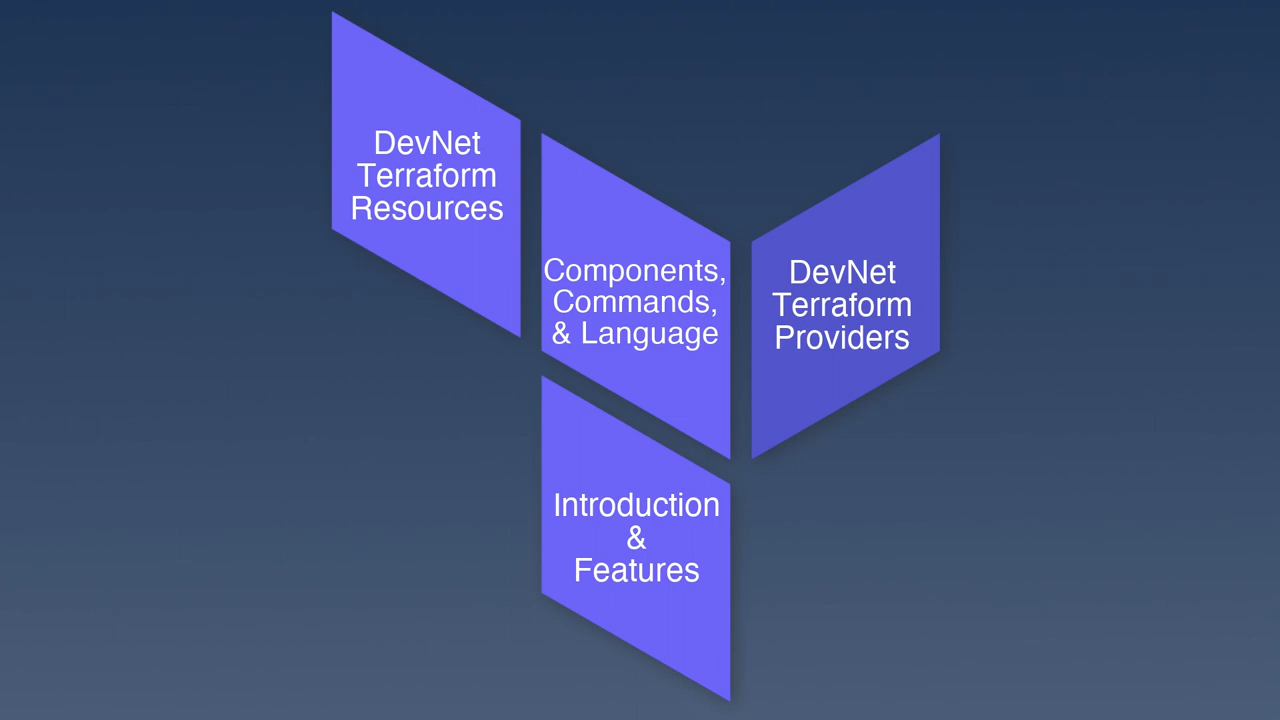 DevNet
Terraform
Resources
Components,
Commands,
& Language
DevNet
Terraform
Providers
Introduction
&
Features